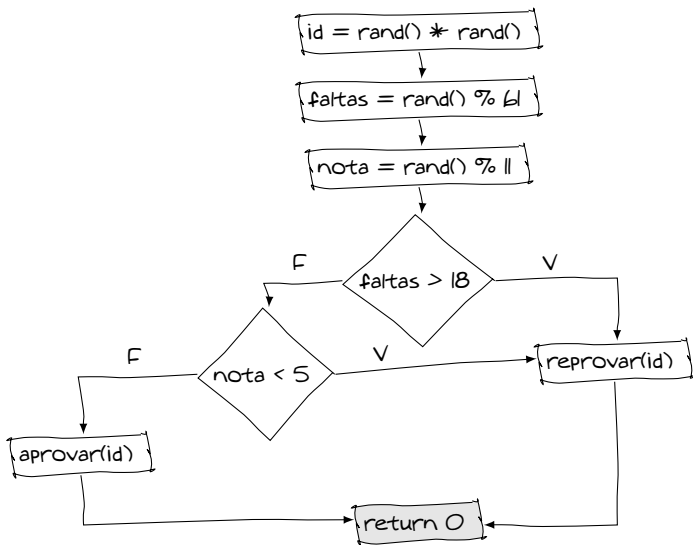 id = rand() * rand()
faltas = rand() % 61
nota = rand() % 11
faltas > 18
F
V
nota < 5
F
V
reprovar(id)
aprovar(id)
return 0